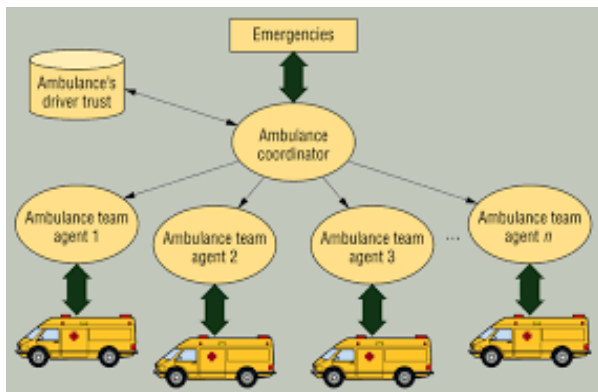 Emergencies
Ambulance's
driver trust
Ambulance
coordinator
Ambulance team
agent 1
Ambulance team
agent 2
Ambulance team
agent 3
...
Ambulance team
agent n